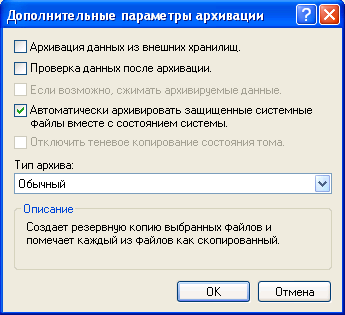 Дополнительные параметры архивации
Архивация данных из внешних хранилищ.
Проверка данных после архивации.
Если возможно, сжимать архивируемые данные.
Автоматически архивировать защищенные системные
файлы вместе с состоянием системы.
Отключить теневое копирование состояния тома.
Тип архива:
Обычный
Описание
Создает резервную копию выбранных файлов и
помечает каждый из файлов как скопированный.
ОК
Отмена